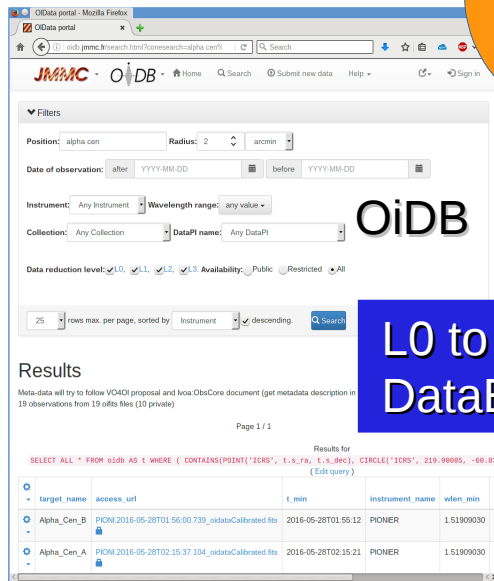 OIData portal - Mozilla Firefox
OIData portal
oidb.jmmc.fr/search.html?conesearch=alpha cen%
Search
JMMC OiDB Home Search Submit new data Help Sign in
Filters
Position: alpha cen Radius: 2 arcmin
Date of observation: after YYYY-MM-DD before YYYY-MM-DD
Instrument: Any Instrument Wavelength range: any value
Collection: Any Collection DataPI name: Any DataPI
OiDB
Data reduction level: L0, L1, L2, L3. Availability: Public Restricted All
25 rows max. per page, sorted by Instrument descending. Search
L0 to
Results
Meta-data will try to follow VO4OI proposal and Ivoa:ObsCore document (get metadata description in
19 observations from 19 oifits files (10 private)
Page 1 / 1
Results for
SELECT ALL * FROM oidb AS t WHERE ( CONTAINS(POINT('ICRS', t.s_ra, t.s_dec), CIRCLE('ICRS', 219.90085, -60.8
( Edit query )
target_name access_url t_min instrument_name wlen_min
Alpha_Cen_B PIONI.2016-05-28T01:56:00.739_oidataCalibrated.fits 2016-05-28T01:55:12 PIONIER 1.51909030
Alpha_Cen_A PIONI.2016-05-28T02:15:37.104_oidataCalibrated.fits 2016-05-28T02:15:21 PIONIER 1.51909030